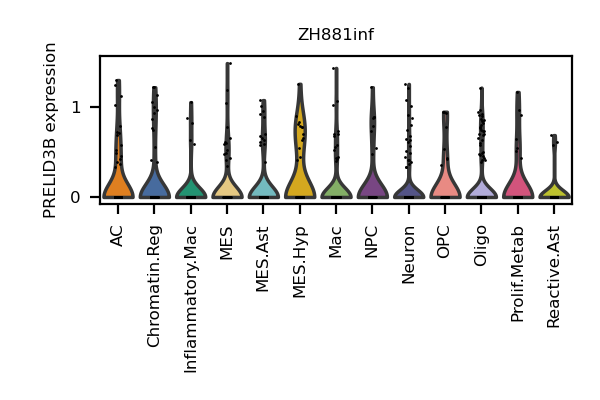 ZH881inf
PRELID3B expression
1
0
AC
Chromatin.Reg
Inflammatory.Mac
MES
MES.Ast
MES.Hyp
Mac
NPC
Neuron
OPC
Oligo
Prolif.Metab
Reactive.Ast